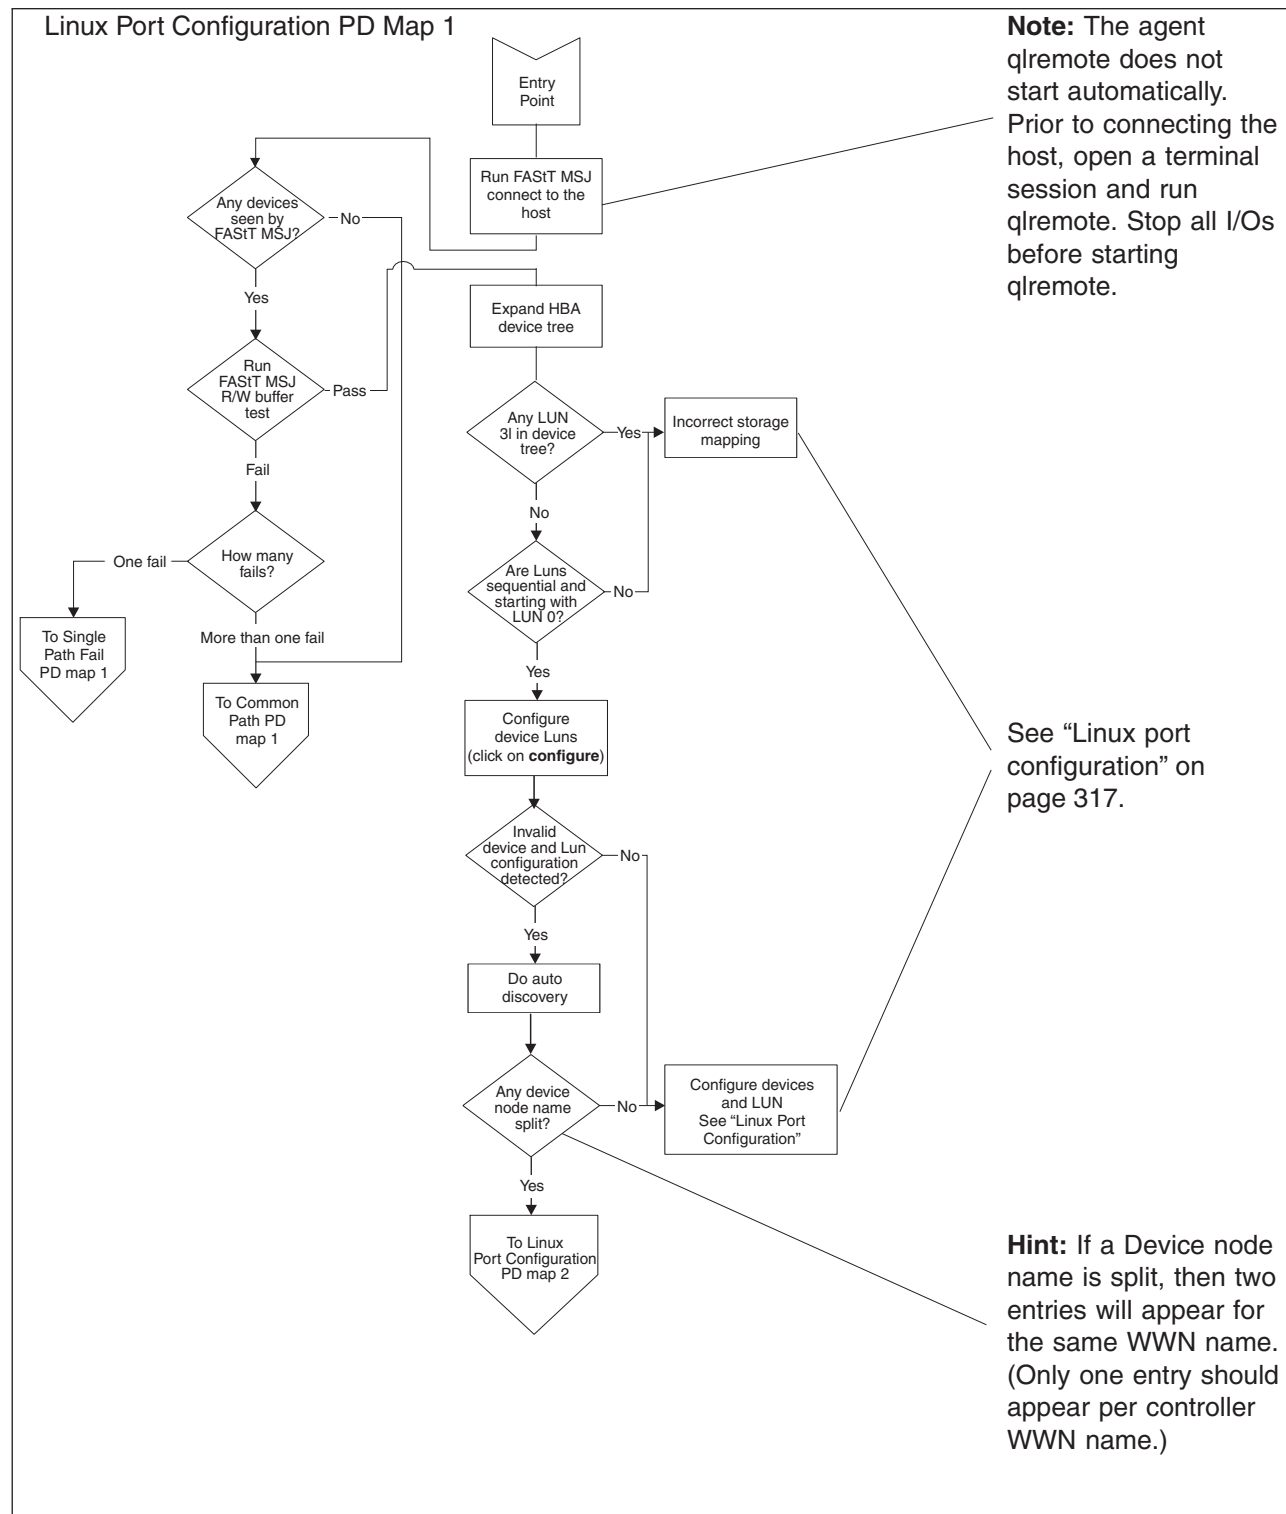 Linux Port Configuration PD Map 1
Entry
Point
Run FAStT MSJ
connect to the
host
Note: The agent
qlremote does not
start automatically.
Prior to connecting the
host, open a terminal
session and run
qlremote. Stop all I/Os
before starting
qlremote.
Any devices
seen by
FAStT MSJ?
No
Yes
Run
FAStT MSJ
R/W buffer
test
Pass
Fail
How many
fails?
One fail
More than one fail
To Single
Path Fail
PD map 1
To Common
Path PD
map 1
Expand HBA
device tree
Any LUN
3l in device
tree?
Yes
Incorrect storage
mapping
No
Are Luns
sequential and
starting with
LUN 0?
No
Yes
Configure
device Luns
(click on configure)
See “Linux port
configuration” on
page 317.
Invalid
device and Lun
configuration
detected?
No
Yes
Do auto
discovery
Any device
node name
split?
No
Configure devices
and LUN
See “Linux Port
Configuration”
Yes
To Linux
Port Configuration
PD map 2
Hint: If a Device node
name is split, then two
entries will appear for
the same WWN name.
(Only one entry should
appear per controller
WWN name.)